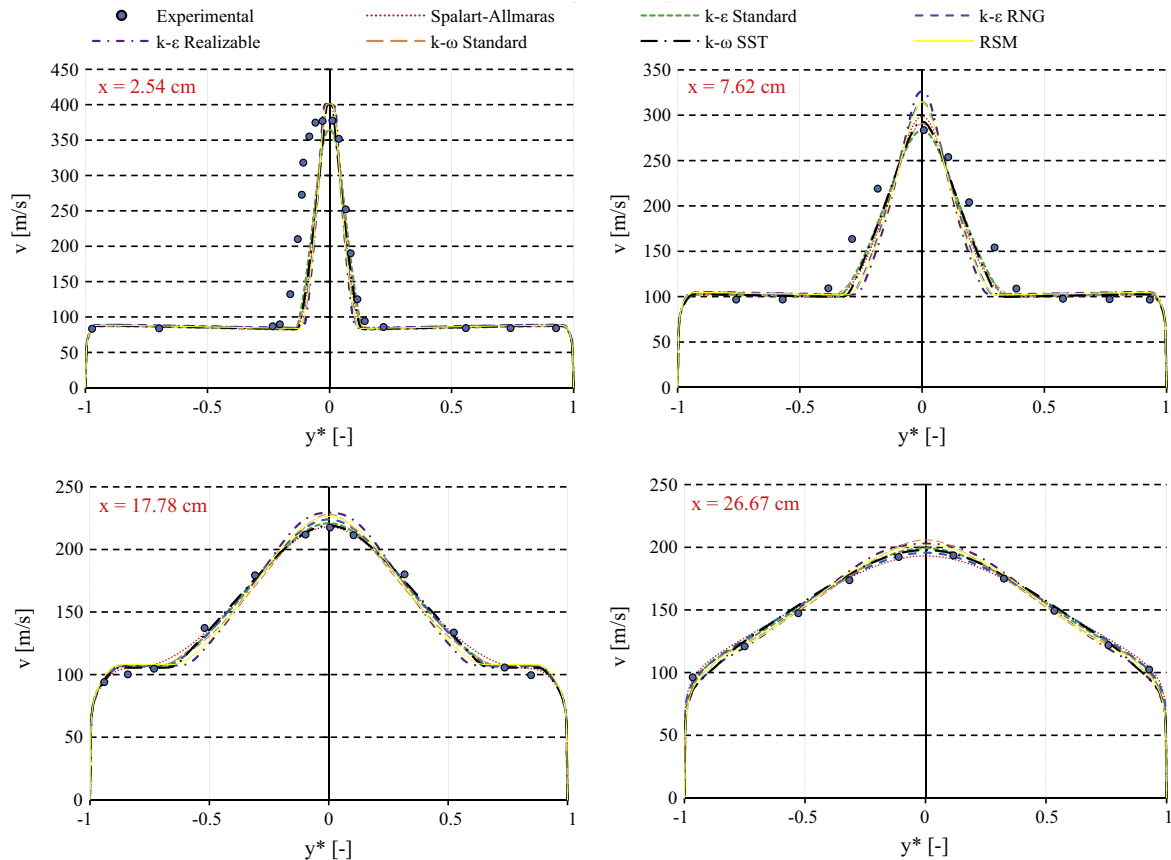 Experimental Spalart-Allmaras k-ε Standard k-ε RNG
k-ε Realizable k-ω Standard k-ω SST RSM
x = 2.54 cm
v [m/s]
450
400
350
300
250
200
150
100
50
0
-1 -0.5 0 0.5 1
y* [-]
x = 7.62 cm
v [m/s]
350
300
250
200
150
100
50
0
-1 -0.5 0 0.5 1
y* [-]
x = 17.78 cm
v [m/s]
250
200
150
100
50
0
-1 -0.5 0 0.5 1
y* [-]
x = 26.67 cm
v [m/s]
250
200
150
100
50
0
-1 -0.5 0 0.5 1
y* [-]